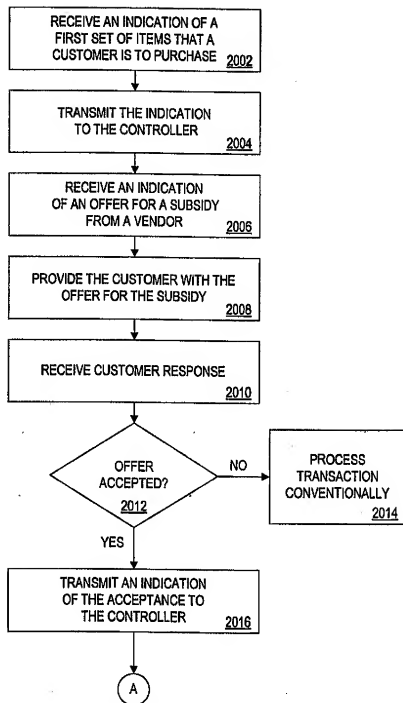 RECEIVE AN INDICATION OF A
FIRST SET OF ITEMS THAT A
CUSTOMER IS TO PURCHASE
2002
TRANSMIT THE INDICATION
TO THE CONTROLLER
2004
RECEIVE AN INDICATION
OF AN OFFER FOR A SUBSIDY
FROM A VENDOR
2006
PROVIDE THE CUSTOMER WITH THE
OFFER FOR THE SUBSIDY
2008
RECEIVE CUSTOMER RESPONSE
2010
OFFER
ACCEPTED?
2012
NO
PROCESS
TRANSACTION
CONVENTIONALLY
2014
YES
TRANSMIT AN INDICATION
OF THE ACCEPTANCE TO
THE CONTROLLER
2016
A